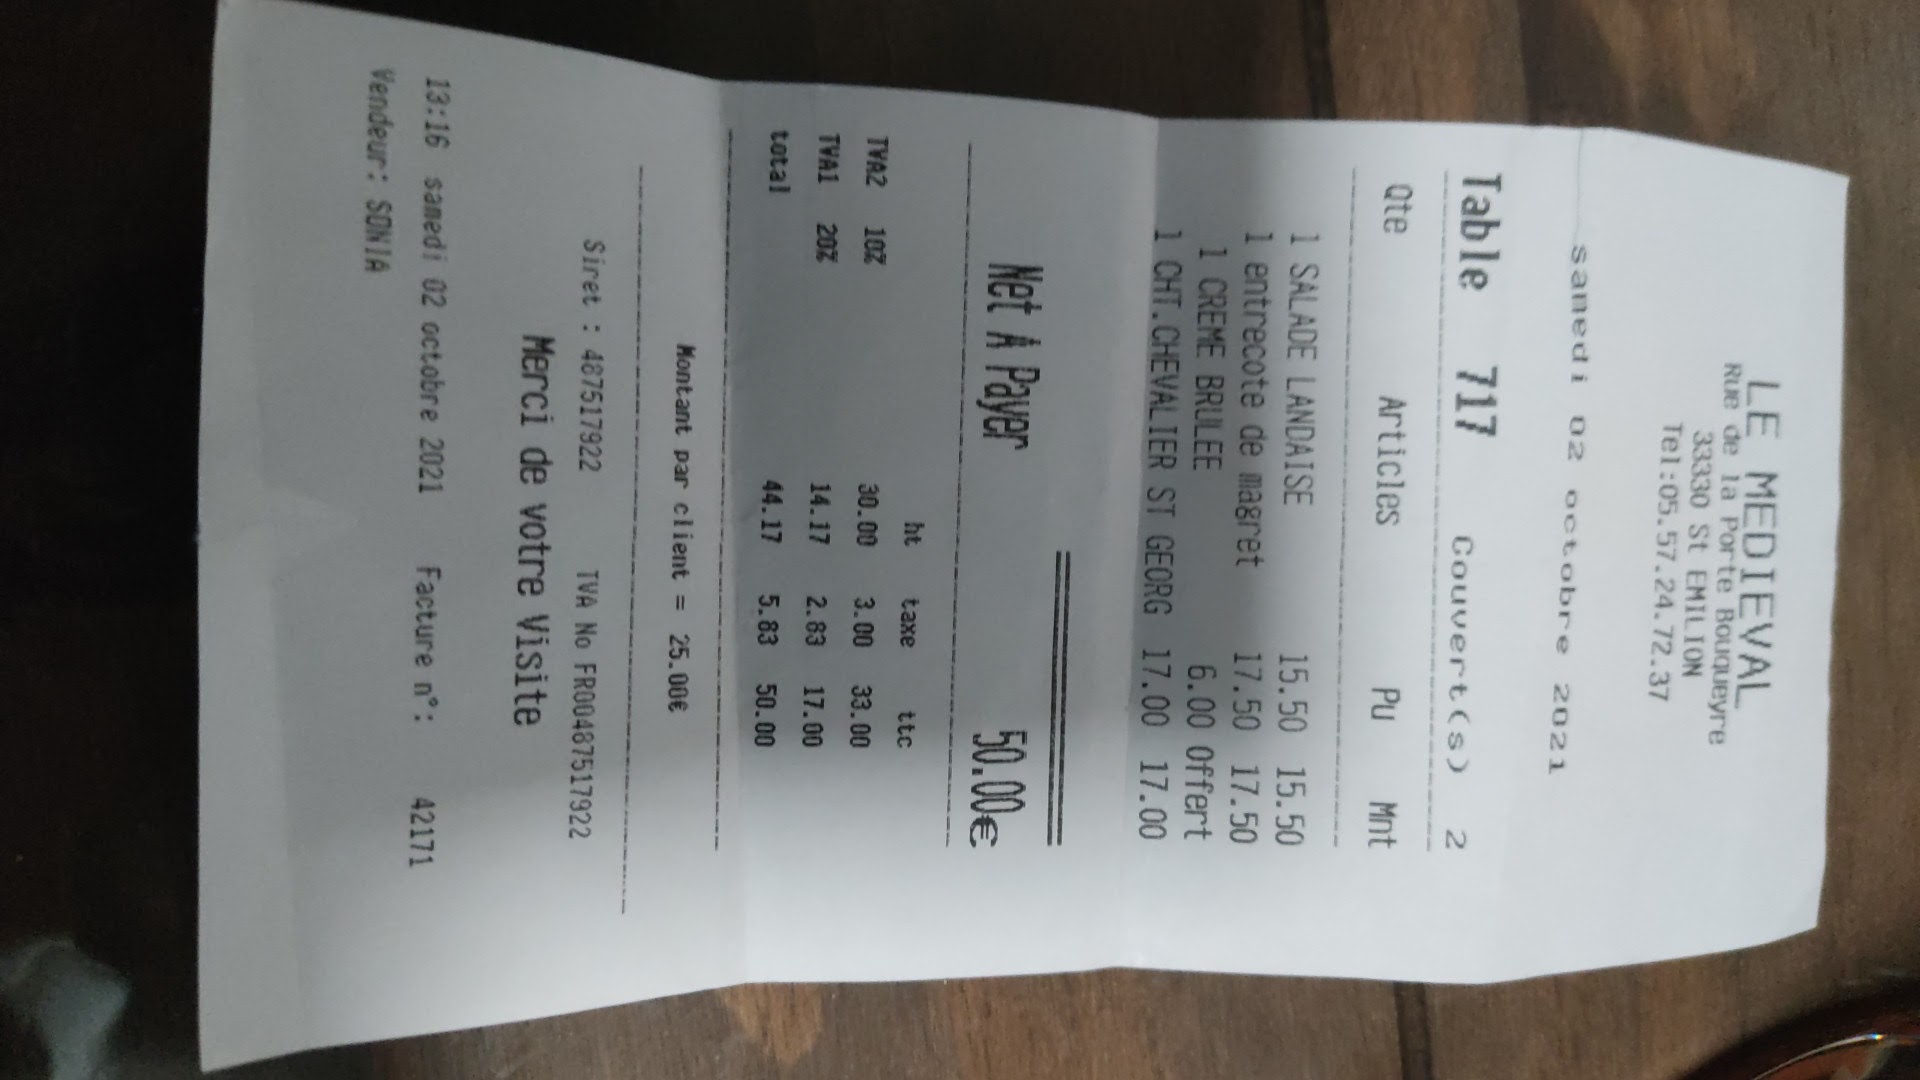 LE MEDIEVAL
Rue de la Porte Bouqueyre
33330 St EMILION
Tel:05.57.24.72.37
samedi 02 octobre 2021
Table 717 Couvert(s) 2
Qte Articles Pu Mnt
1 SALADE LANDAISE 15.50 15.50
1 entrecote de magret 17.50 17.50
1 CREME BRULEE 6.00 Offert
1 CHT.CHEVALIER ST GEORG 17.00 17.00
Net A Payer 50.00€
ht taxe ttc
TVA2 10% 30.00 3.00 33.00
TVA1 20% 14.17 2.83 17.00
total 44.17 5.83 50.00
Montant par client = 25.00€
Siret : 487517922 TVA No FR00487517922
Merci de votre Visite
13:16 samedi 02 octobre 2021 Facture n°: 42171
Vendeur: SONIA